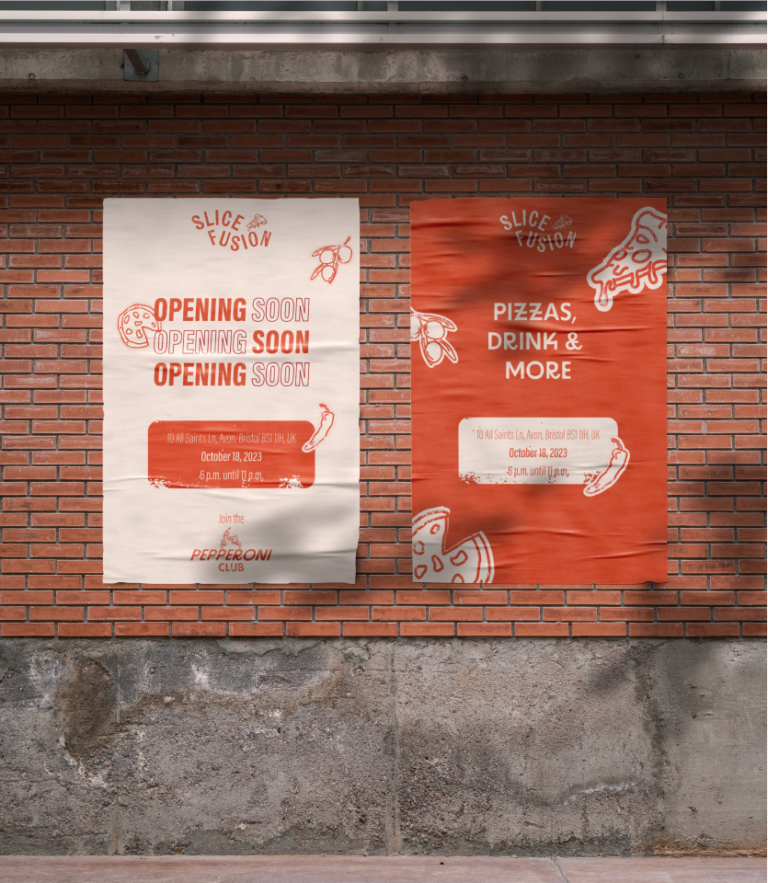 SLICE
FUSION
OPENING SOON
OPENING SOON
OPENING SOON
10 All Saints Ln, Avon, Bristol BS1 1JH, UK
October 18, 2023
6 p.m. until 11 p.m.
Join the
PEPPERONI
CLUB
SLICE
FUSION
PIZZAS,
DRINK &
MORE
10 All Saints Ln, Avon, Bristol BS1 1JH, UK
October 18, 2023
6 p.m. until 11 p.m.